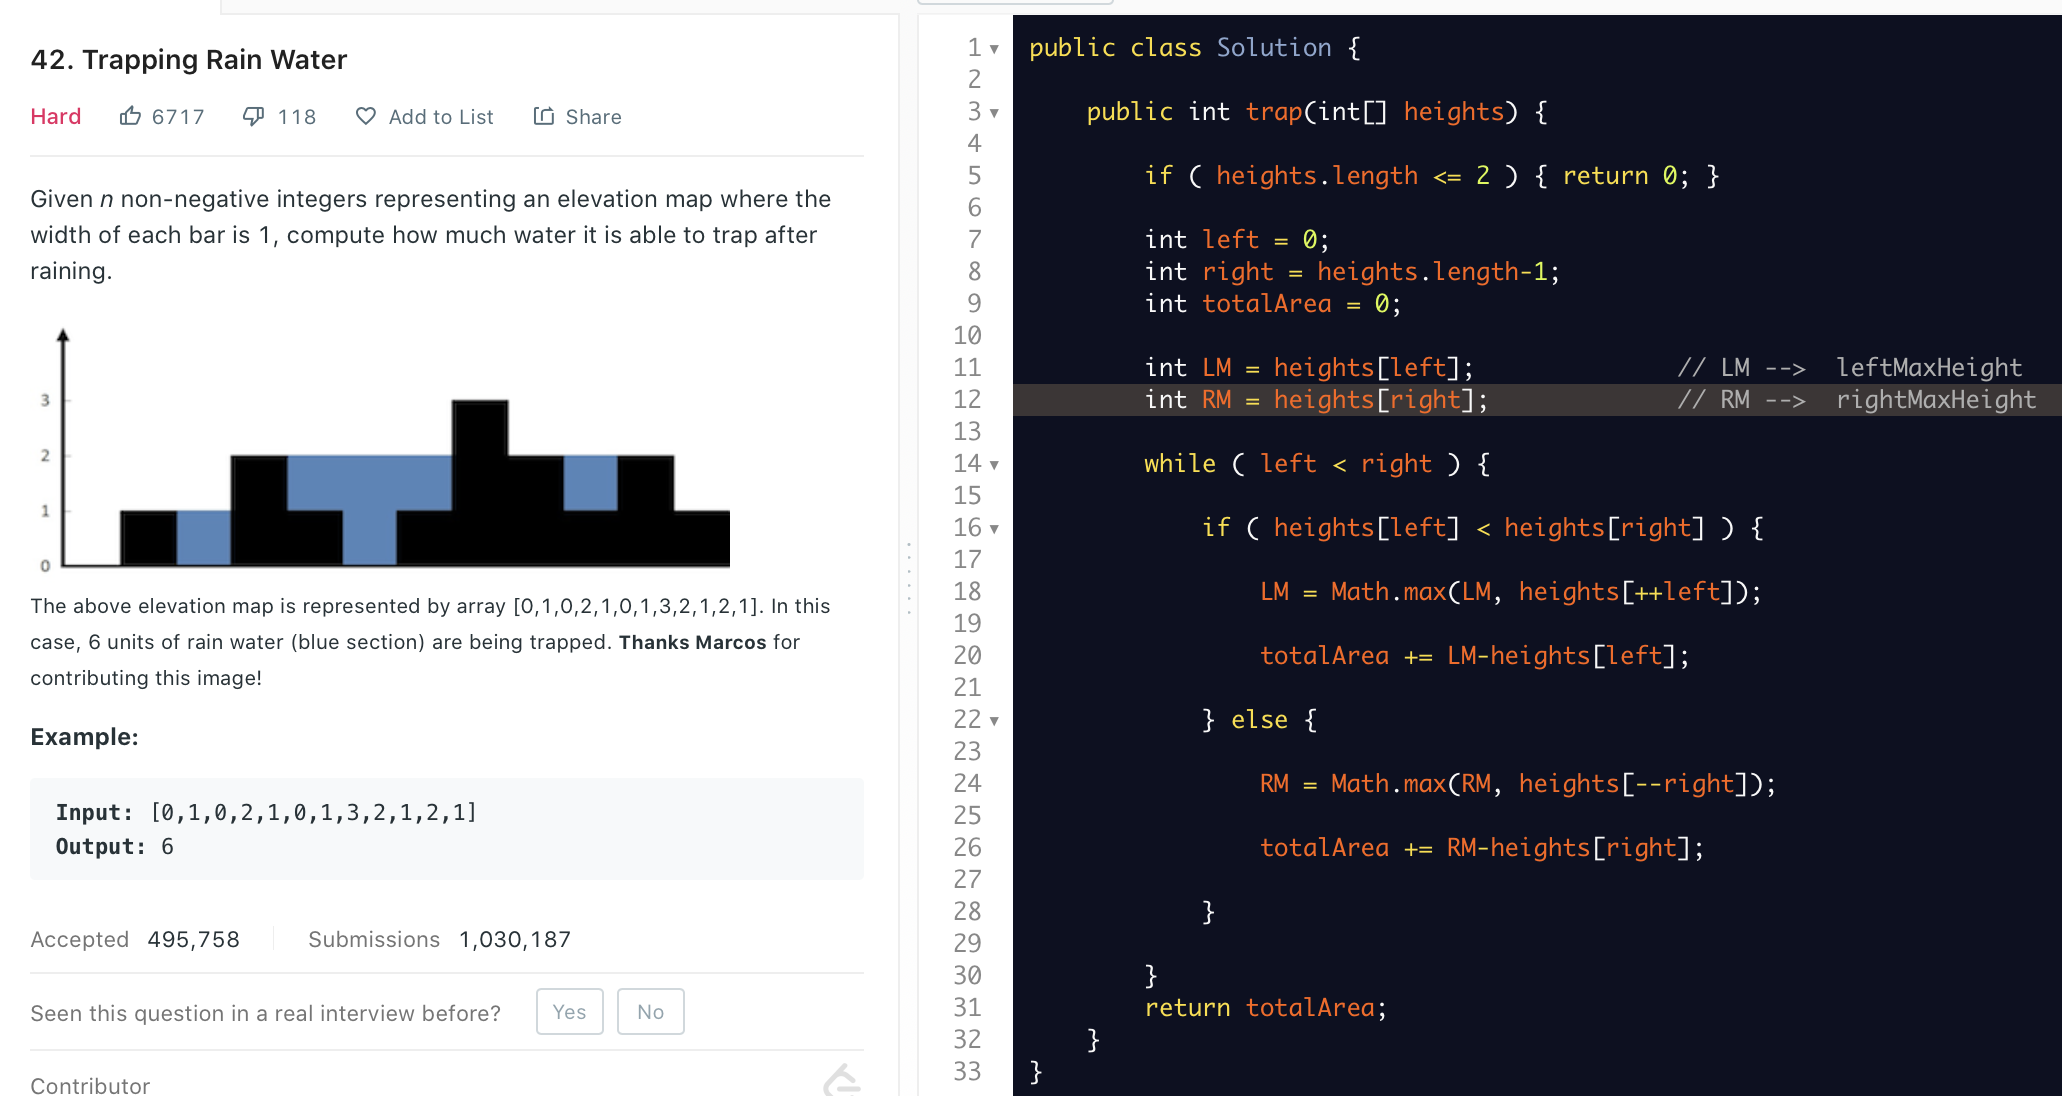 42. Trapping Rain Water
Hard 6717 118 Add to List Share
Given n non-negative integers representing an elevation map where the
width of each bar is 1, compute how much water it is able to trap after
raining.
3
2
1
0
The above elevation map is represented by array [0,1,0,2,1,0,1,3,2,1,2,1]. In this
case, 6 units of rain water (blue section) are being trapped. Thanks Marcos for
contributing this image!
Example:
Input: [0,1,0,2,1,0,1,3,2,1,2,1]
Output: 6
Accepted 495,758 Submissions 1,030,187
Seen this question in a real interview before? Yes No
Contributor
1 public class Solution {
2
3 public int trap(int[] heights) {
4
5 if ( heights.length <= 2 ) { return 0; }
6
7 int left = 0;
8 int right = heights.length-1;
9 int totalArea = 0;
10
11 int LM = heights[left]; // LM --> leftMaxHeight
12 int RM = heights[right]; // RM --> rightMaxHeight
13
14 while ( left < right ) {
15
16 if ( heights[left] < heights[right] ) {
17
18 LM = Math.max(LM, heights[++left]);
19
20 totalArea += LM-heights[left];
21
22 } else {
23
24 RM = Math.max(RM, heights[--right]);
25
26 totalArea += RM-heights[right];
27
28 }
29
30 }
31 return totalArea;
32 }
33 }